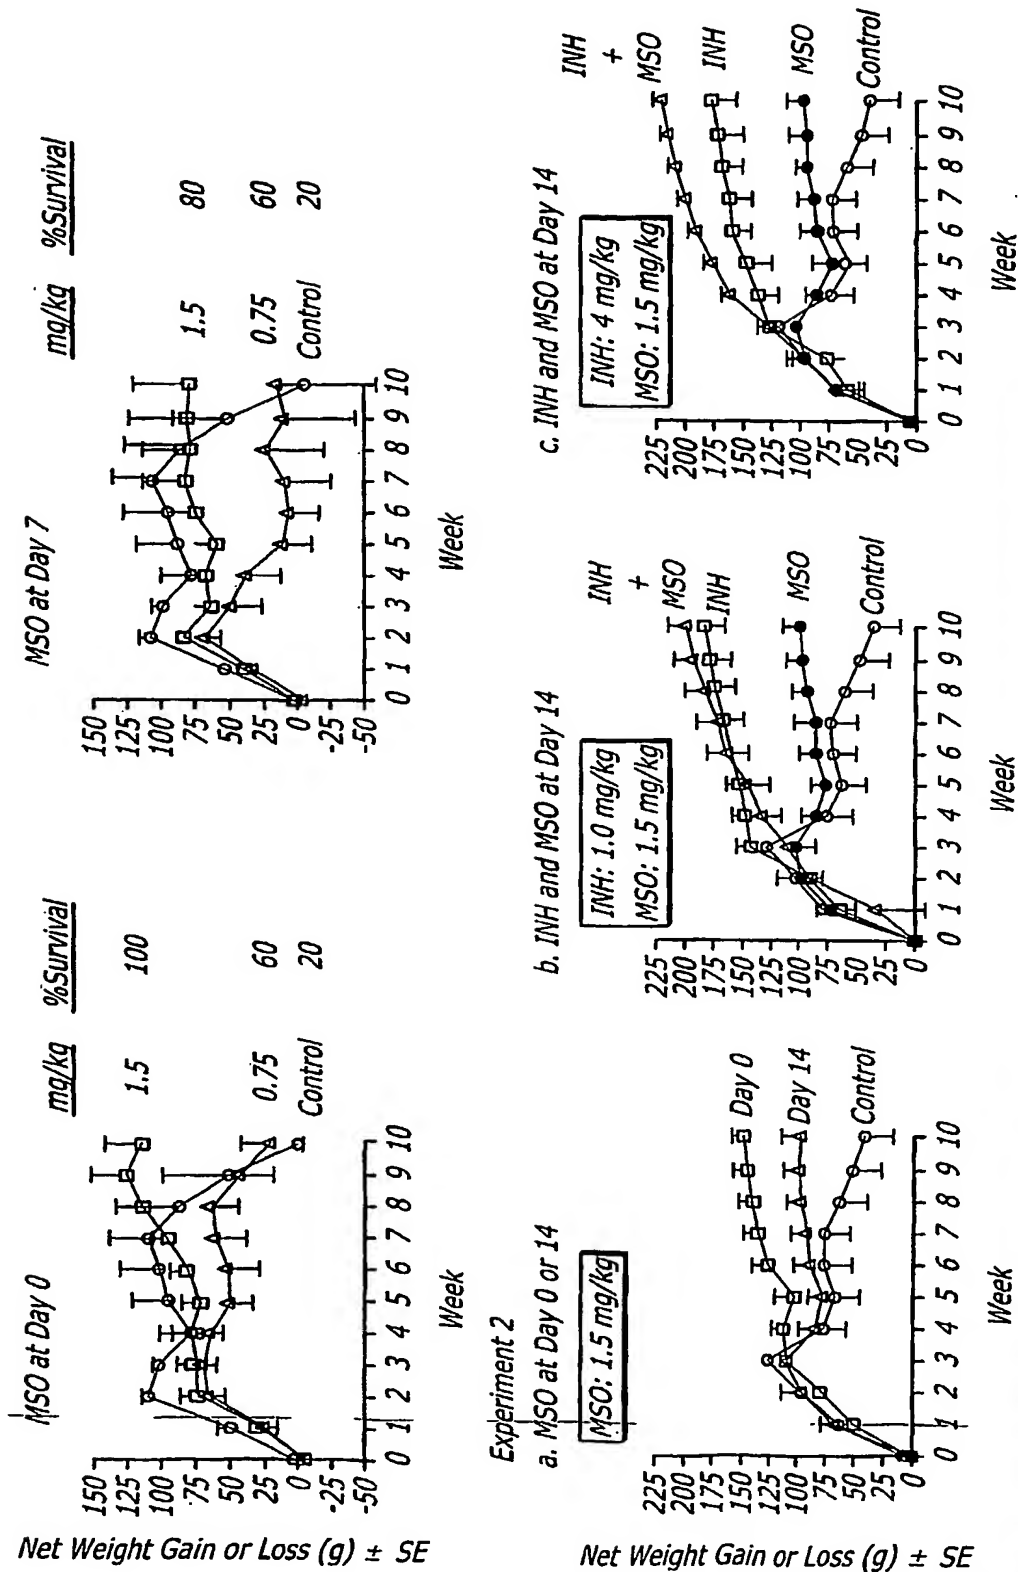 MSO at Day 0
mg/kg %Survival
1.5 100
0.75 60
Control 20
150
125
100
75
50
25
0
-25
-50
0 1 2 3 4 5 6 7 8 9 10
Week
MSO at Day 7
mg/kg %Survival
1.5 80
0.75 60
Control 20
150
125
100
75
50
25
0
-25
-50
0 1 2 3 4 5 6 7 8 9 10
Week
Net Weight Gain or Loss (g) ± SE
Experiment 2
a. MSO at Day 0 or 14
MSO: 1.5 mg/kg
225
200
175
150
125
100
75
50
25
0
Day 0
Day 14
Control
0 1 2 3 4 5 6 7 8 9 10
Week
b. INH and MSO at Day 14
INH: 1.0 mg/kg
MSO: 1.5 mg/kg
225
200
175
150
125
100
75
50
25
0
INH
+
MSO
INH
MSO
Control
0 1 2 3 4 5 6 7 8 9 10
Week
c. INH and MSO at Day 14
INH: 4 mg/kg
MSO: 1.5 mg/kg
225
200
175
150
125
100
75
50
25
0
INH
+
MSO
INH
MSO
Control
0 1 2 3 4 5 6 7 8 9 10
Week
Net Weight Gain or Loss (g) ± SE